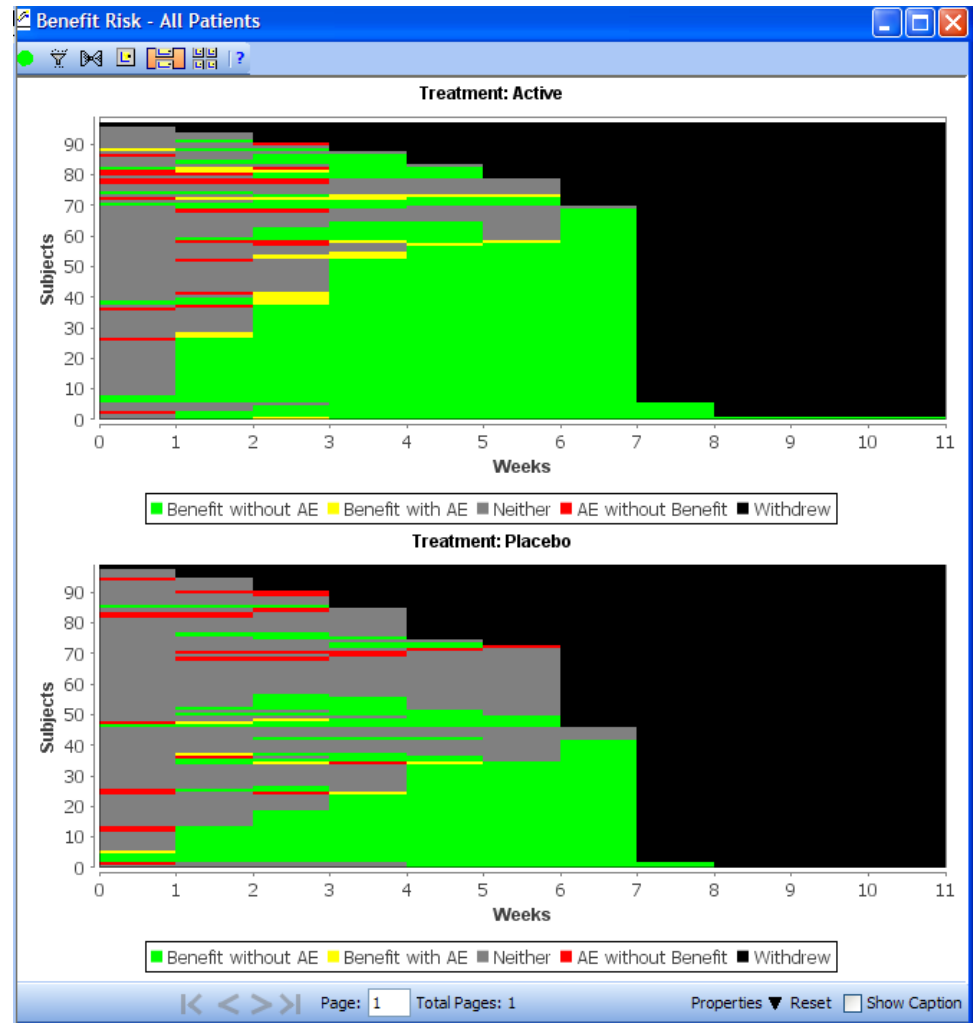 Benefit Risk - All Patients
?
Treatment: Active
Subjects
90
80
70
60
50
40
30
20
10
0
0 1 2 3 4 5 6 7 8 9 10 11
Weeks
Benefit without AE Benefit with AE Neither AE without Benefit Withdrew
Treatment: Placebo
Subjects
90
80
70
60
50
40
30
20
10
0
0 1 2 3 4 5 6 7 8 9 10 11
Weeks
Benefit without AE Benefit with AE Neither AE without Benefit Withdrew
Page: 1 Total Pages: 1 Properties ▼ Reset Show Caption